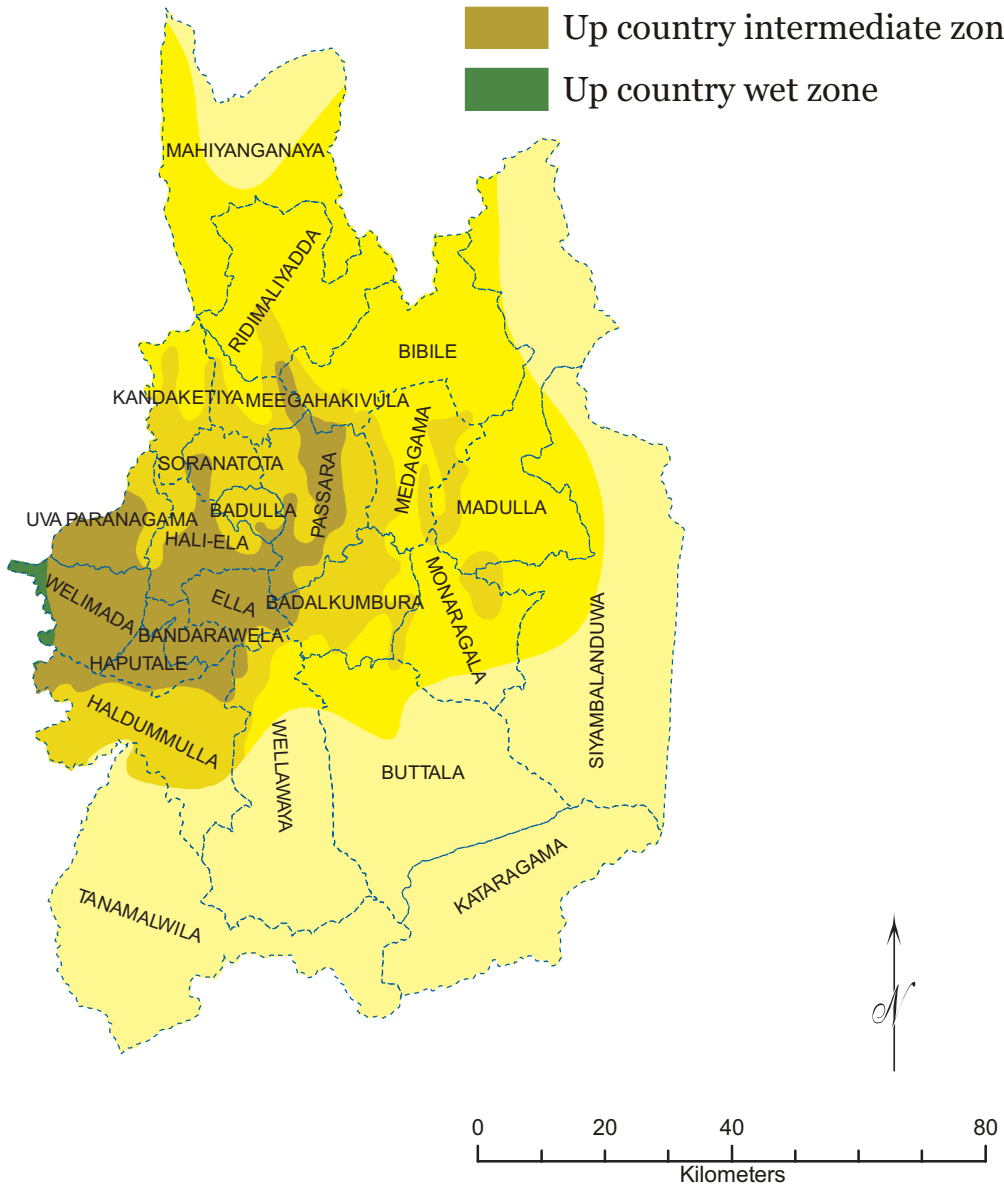 Up country intermediate zon
Up country wet zone
MAHIYANGANAYA
RIDIMALIYADDA
BIBILE
KANDAKETIYA
MEEGAHAKIVULA
MEDAGAMA
SORANATOTA
PASSARA
BADULLA
MADULLA
UVA PARANAGAMA
HALI-ELA
WELIMADA
ELLA
BADALKUMBURA
MONARAGALA
BANDARAWELA
HAPUTALE
SIYAMBALANDUWA
HALDUMMULLA
WELLAWAYA
BUTTALA
KATARAGAMA
TANAMALWILA
N
0 20 40 80
Kilometers